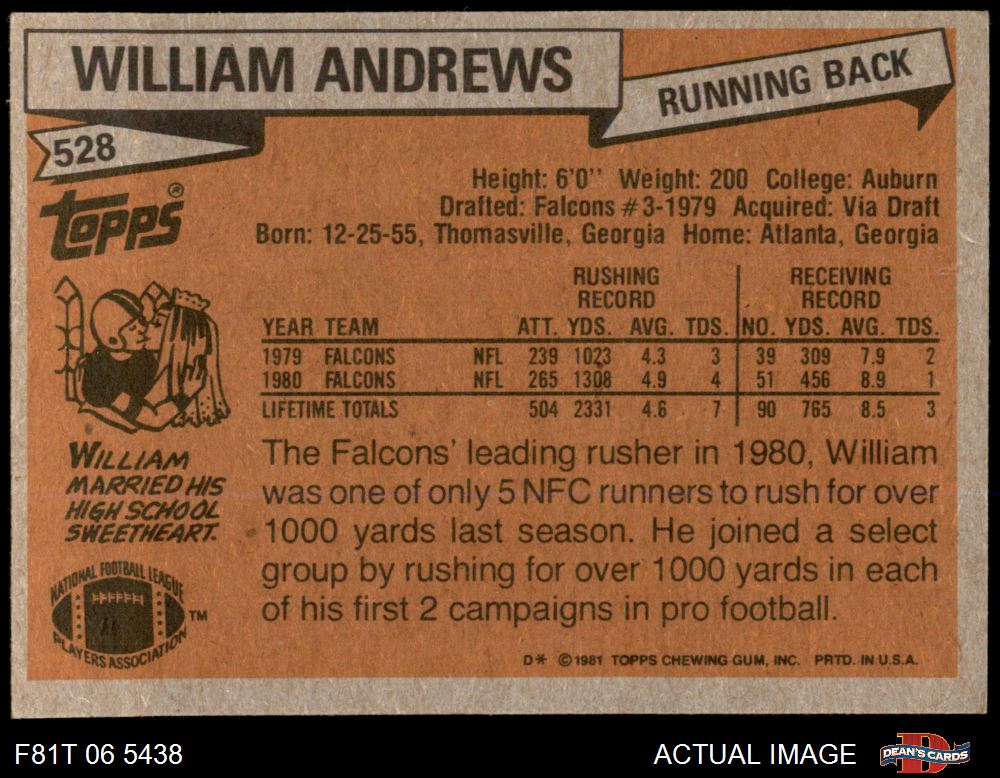 WILLIAM ANDREWS
RUNNING BACK
528
TOPPS®
Height: 6'0'' Weight: 200 College: Auburn
Drafted: Falcons #3-1979 Acquired: Via Draft
Born: 12-25-55, Thomasville, Georgia Home: Atlanta, Georgia
RUSHING RECORD RECEIVING RECORD
YEAR TEAM ATT. YDS. AVG. TDS. NO. YDS. AVG. TDS.
1979 FALCONS NFL 239 1023 4.3 3 39 309 7.9 2
1980 FALCONS NFL 265 1308 4.9 4 51 456 8.9 1
LIFETIME TOTALS 504 2331 4.6 7 90 765 8.5 3
WILLIAM
MARRIED HIS
HIGH SCHOOL
SWEETHEART.
The Falcons' leading rusher in 1980, William
was one of only 5 NFC runners to rush for over
1000 yards last season. He joined a select
group by rushing for over 1000 yards in each
of his first 2 campaigns in pro football.
NATIONAL FOOTBALL LEAGUE
PLAYERS ASSOCIATION
TM
D* ©1981 TOPPS CHEWING GUM, INC. PRTD. IN U.S.A.
F81T 06 5438
ACTUAL IMAGE
DEAN'S CARDS